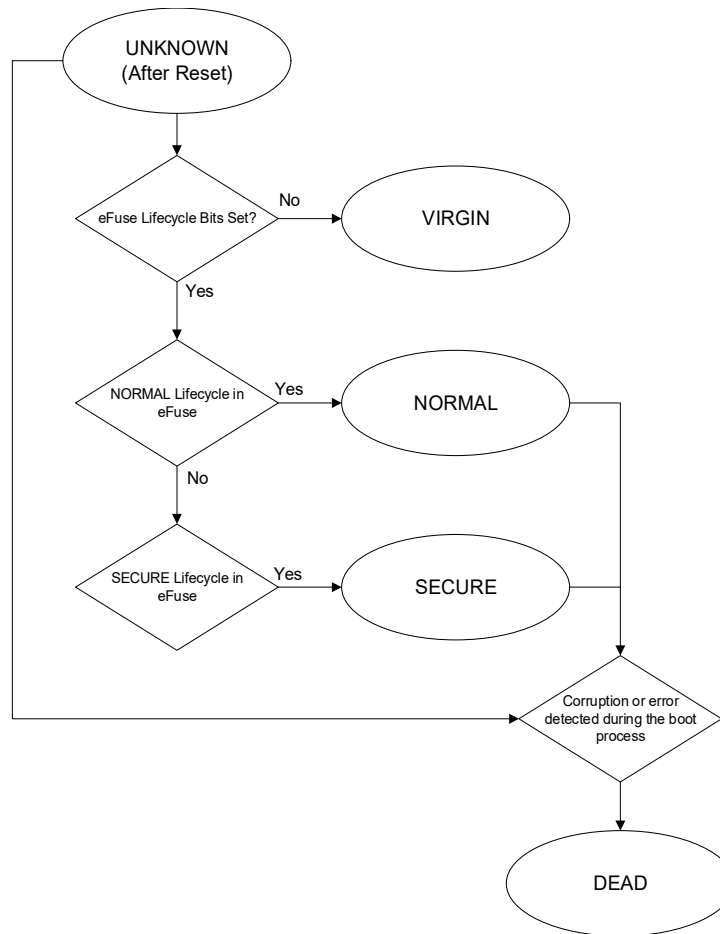 UNKNOWN
(After Reset)
eFuse Lifecycle Bits Set?
No
VIRGIN
Yes
NORMAL Lifecycle in
eFuse
Yes
NORMAL
No
SECURE Lifecycle in
eFuse
Yes
SECURE
Corruption or error
detected during the boot
process
DEAD